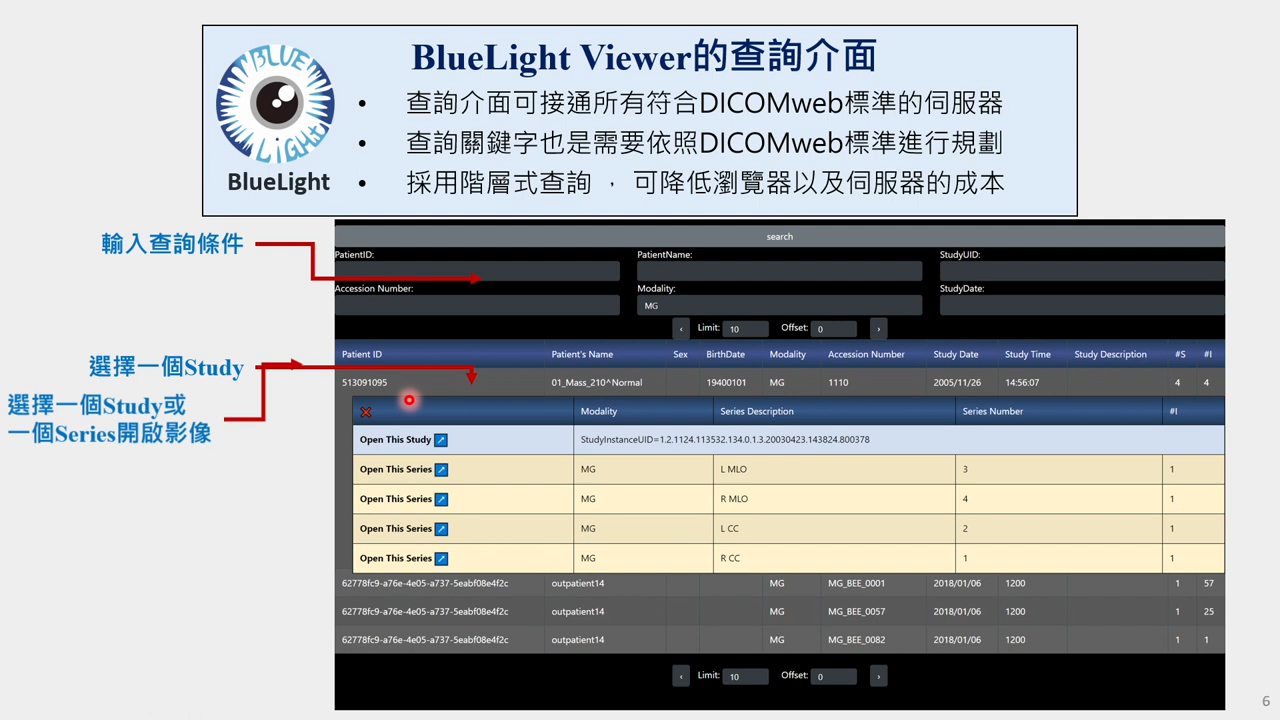 BLUE
LIGHT
BlueLight
BlueLight Viewer的查詢介面
• 查詢介面可接通所有符合DICOMweb標準的伺服器
• 查詢關鍵字也是需要依照DICOMweb標準進行規劃
• 採用階層式查詢 ， 可降低瀏覽器以及伺服器的成本
輸入查詢條件
選擇一個Study
選擇一個Study或
一個Series開啟影像
search
PatientID: PatientName: StudyUID:
Accession Number: Modality: StudyDate:
MG
‹ Limit: 10 Offset: 0 ›
Patient ID Patient's Name Sex BirthDate Modality Accession Number Study Date Study Time Study Description #S #I
513091095 01_Mass_210^Normal 19400101 MG 1110 2005/11/26 14:56:07 4 4
Modality Series Description Series Number #I
Open This Study StudyInstanceUID=1.2.1124.113532.134.0.1.3.20030423.143824.800378
Open This Series MG L MLO 3 1
Open This Series MG R MLO 4 1
Open This Series MG L CC 2 1
Open This Series MG R CC 1 1
62778fc9-a76e-4e05-a737-5eabf08e4f2c outpatient14 MG MG_BEE_0001 2018/01/06 1200 1 57
62778fc9-a76e-4e05-a737-5eabf08e4f2c outpatient14 MG MG_BEE_0057 2018/01/06 1200 1 25
62778fc9-a76e-4e05-a737-5eabf08e4f2c outpatient14 MG MG_BEE_0082 2018/01/06 1200 1 1
‹ Limit: 10 Offset: 0 ›
6